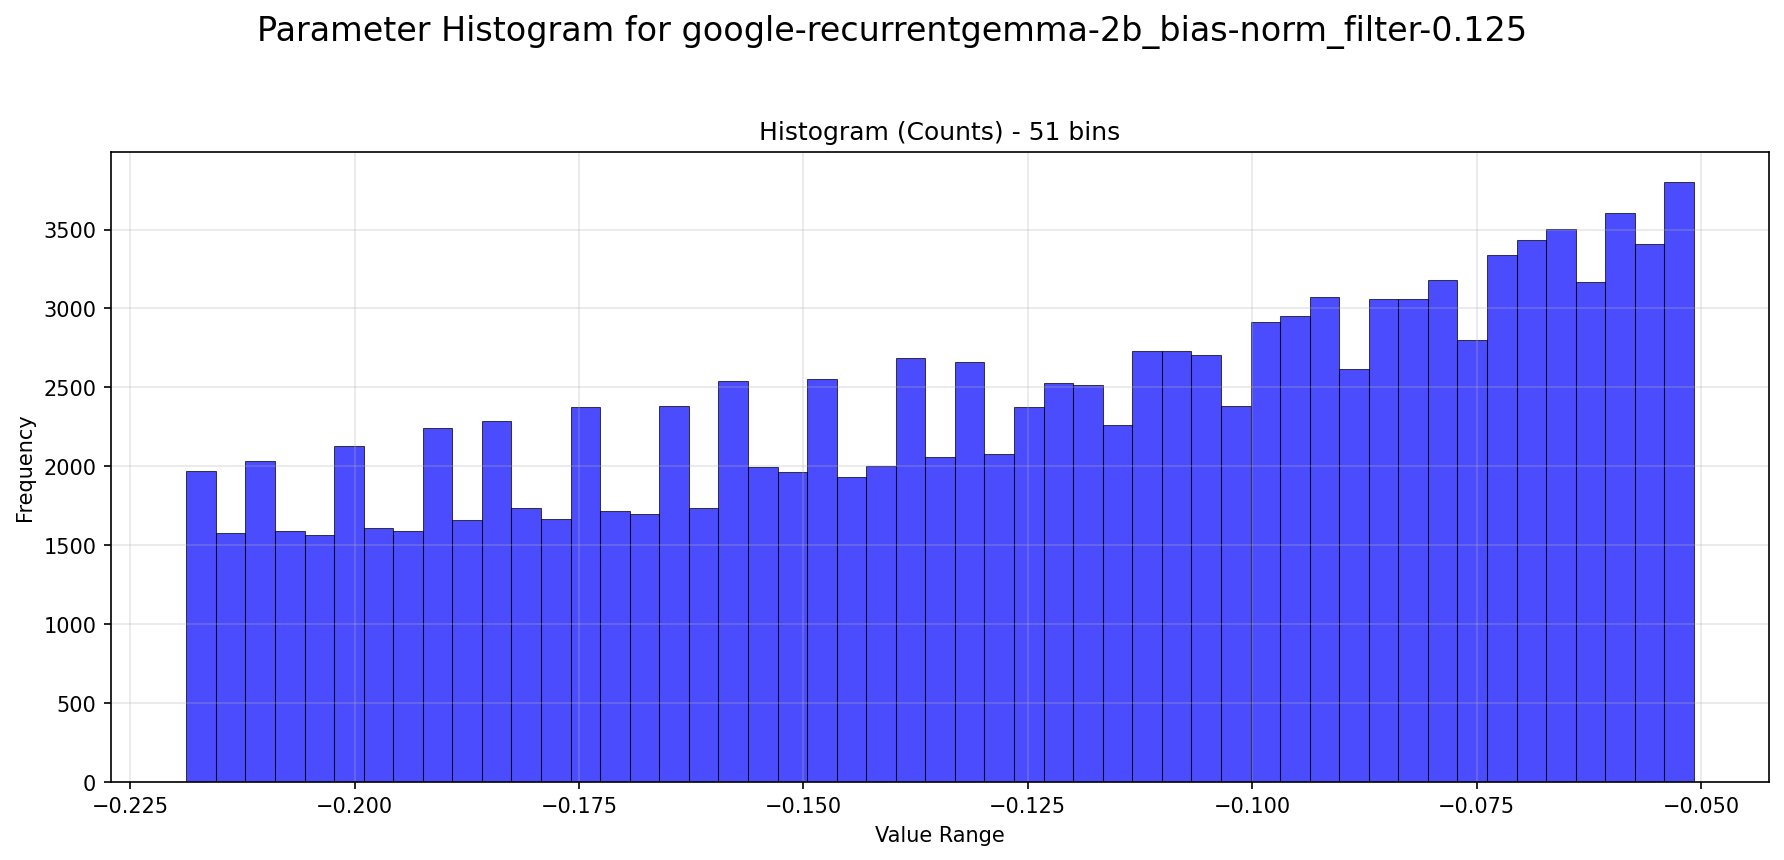 Parameter Histogram for google-recurrentgemma-2b_bias-norm_filter-0.125
Histogram (Counts) - 51 bins
Frequency
3500
3000
2500
2000
1500
1000
500
0
−0.225 −0.200 −0.175 −0.150 −0.125 −0.100 −0.075 −0.050
Value Range